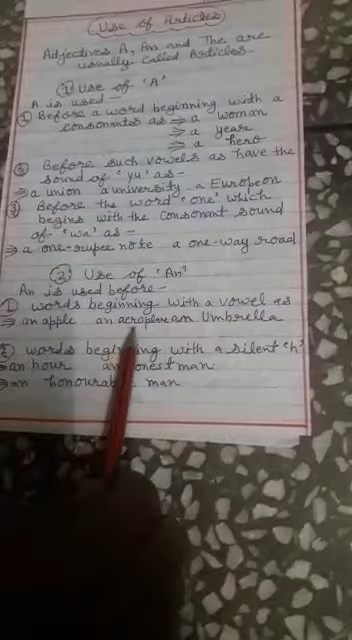 Use of Articles
Adjectives A, An and The are
usually called Articles.
① Use of 'A'
A is used -
① Before a word beginning with a
consonantes as ⇒ a woman
⇒ a year
⇒ a hero
② Before such vowels as have the
sound of 'yu' as -
⇒ a union a university a European
③ Before the word 'one' which
begins with the consonant sound
of 'wa' as -
⇒ a one-rupee note a one-way road
② Use of 'An'
An is used before -
① words beginning with a vowel as
⇒ an apple an aeroplane an Umbrella
② words beginning with a silent 'h'
⇒ an hour an honest man
⇒ an honourable man